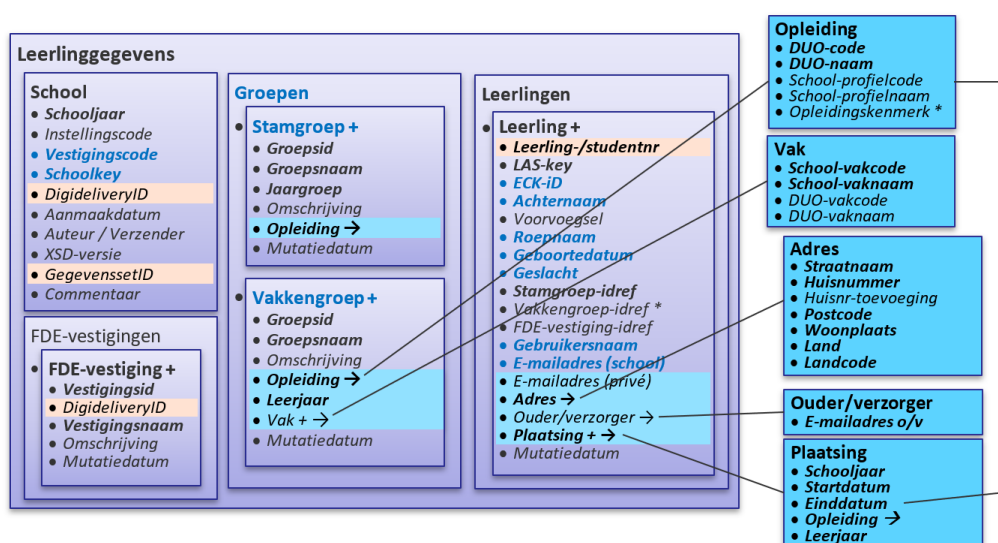 Leerlinggegevens
School
• Schooljaar
• Instellingscode
• Vestigingscode
• Schoolkey
• DigideliveryID
• Aanmaakdatum
• Auteur / Verzender
• XSD-versie
• GegevenssetID
• Commentaar
FDE-vestigingen
• FDE-vestiging +
• Vestigingsid
• DigideliveryID
• Vestigingsnaam
• Omschrijving
• Mutatiedatum
Groepen
• Stamgroep +
• Groepsid
• Groepsnaam
• Jaargroep
• Omschrijving
• Opleiding →
• Mutatiedatum
• Vakkengroep +
• Groepsid
• Groepsnaam
• Omschrijving
• Opleiding →
• Leerjaar
• Vak + →
• Mutatiedatum
Leerlingen
• Leerling +
• Leerling-/studentnr
• LAS-key
• ECK-iD
• Achternaam
• Voorvoegsel
• Roepnaam
• Geboortedatum
• Geslacht
• Stamgroep-idref
• Vakkengroep-idref *
• FDE-vestiging-idref
• Gebruikersnaam
• E-mailadres (school)
• E-mailadres (privé)
• Adres →
• Ouder/verzorger →
• Plaatsing + →
• Mutatiedatum
Opleiding
• DUO-code
• DUO-naam
• School-profielcode
• School-profielnaam
• Opleidingskenmerk *
Vak
• School-vakcode
• School-vaknaam
• DUO-vakcode
• DUO-vaknaam
Adres
• Straatnaam
• Huisnummer
• Huisnr-toevoeging
• Postcode
• Woonplaats
• Land
• Landcode
Ouder/verzorger
• E-mailadres o/v
Plaatsing
• Schooljaar
• Startdatum
• Einddatum
• Opleiding →
• Leerjaar